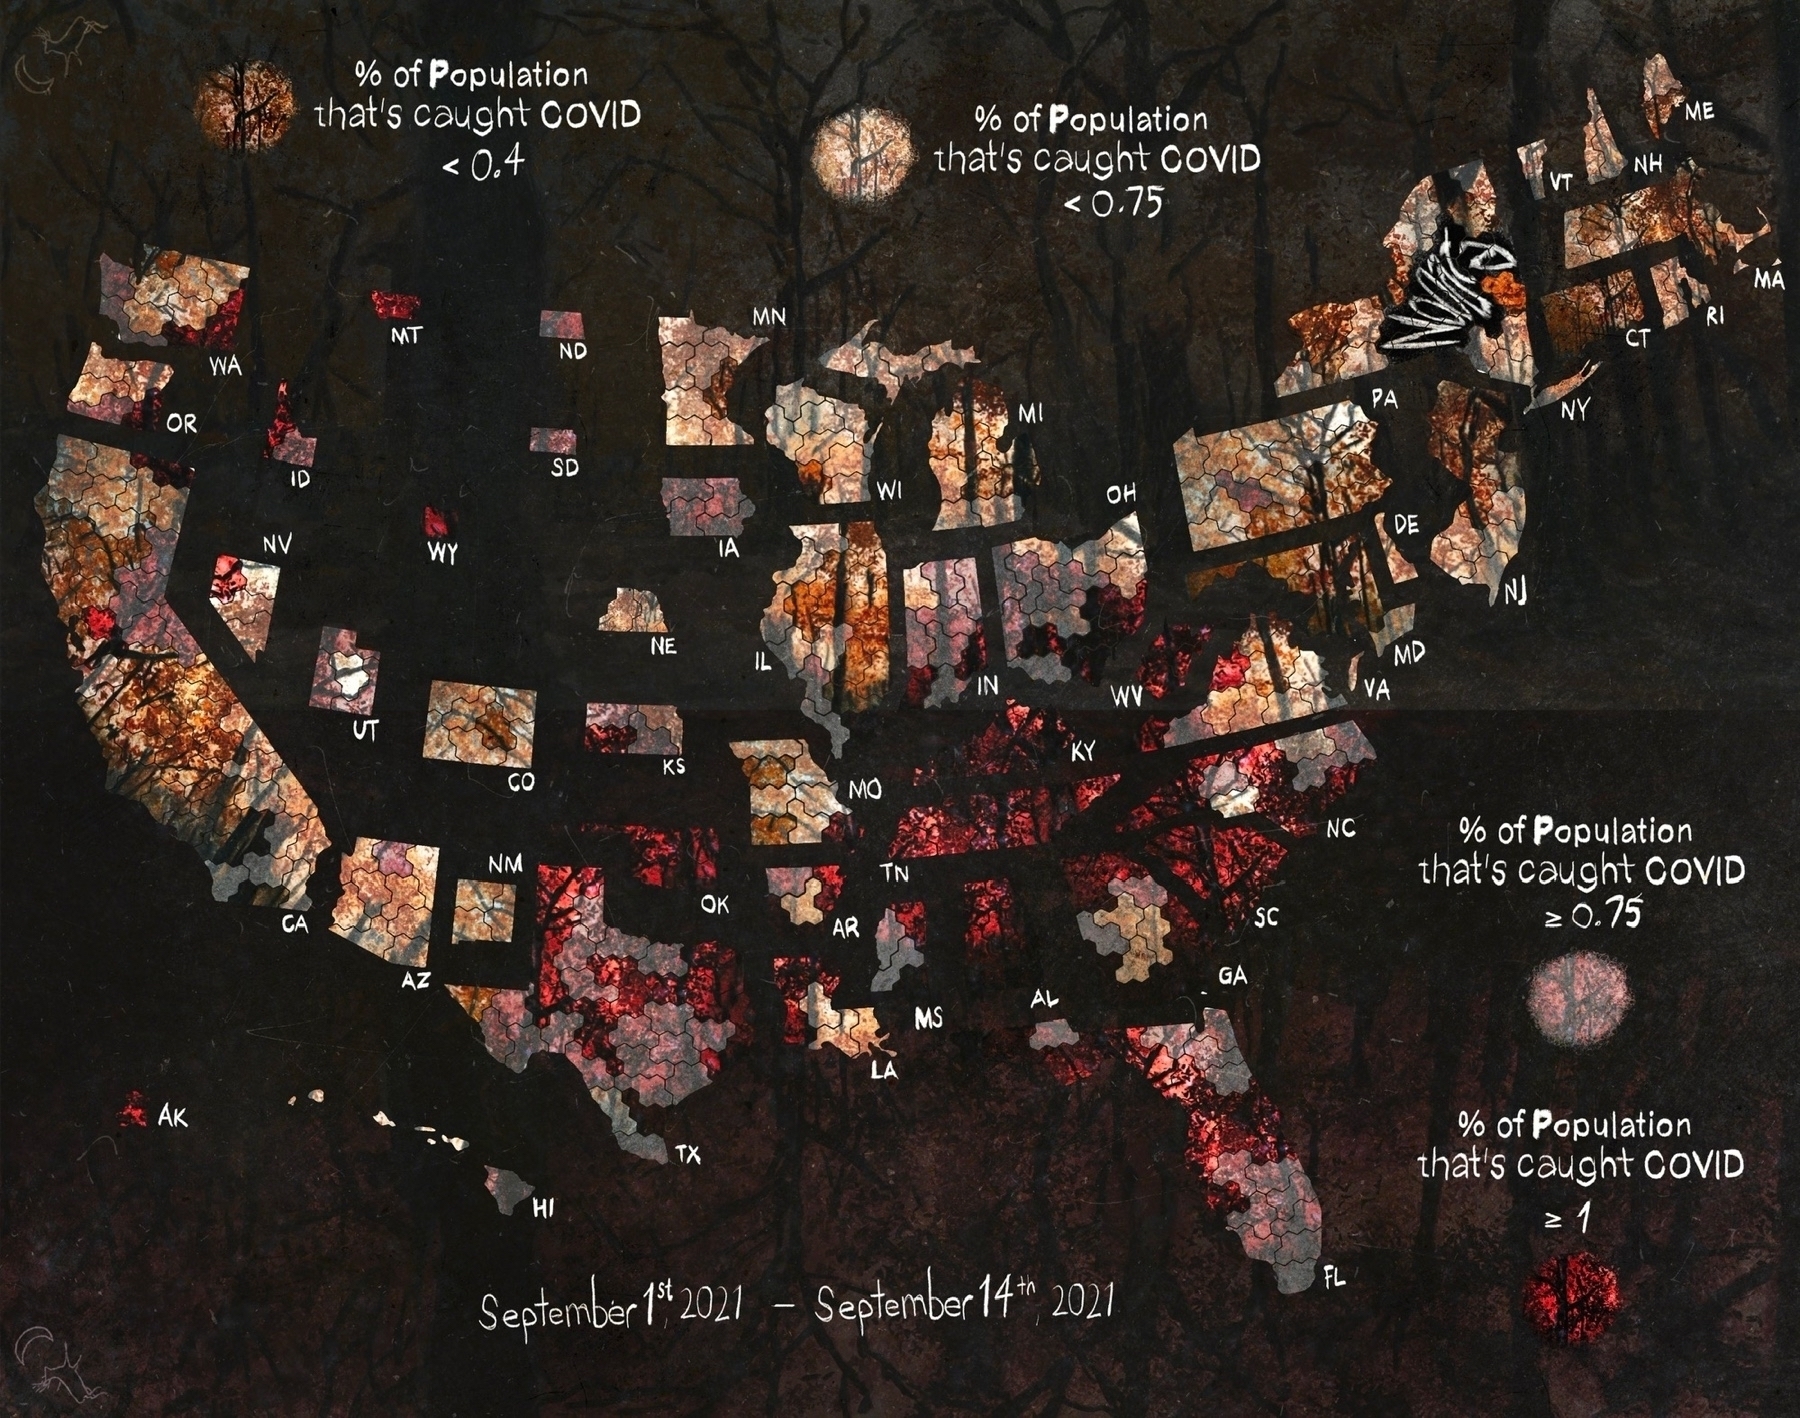 % of Population
that's caught COVID
< 0.4
% of Population
that's caught COVID
< 0.75
ME
NH
VT
MA
RI
CT
NY
PA
NJ
DE
MD
VA
WA
MT
ND
MN
OR
ID
SD
WI
MI
OH
NV
WY
IA
NE
IL
IN
WV
UT
CO
KS
MO
KY
NC
CA
AZ
NM
OK
AR
TN
SC
GA
AL
MS
LA
TX
AK
HI
FL
% of Population
that's caught COVID
≥ 0.75
% of Population
that's caught COVID
≥ 1
September 1st, 2021 – September 14th, 2021